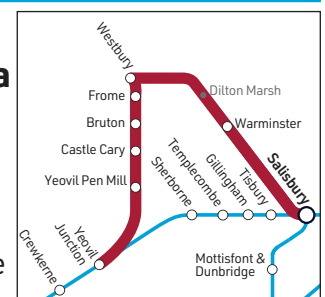 a
Westbury
Frome
Dilton Marsh
Bruton
Warminster
Castle Cary
Yeovil Pen Mill
Sherborne
Templecombe
Gillingham
Tisbury
Salisbury
Yeovil
Junction
Crewkerne
Mottisfont &
Dunbridge
e